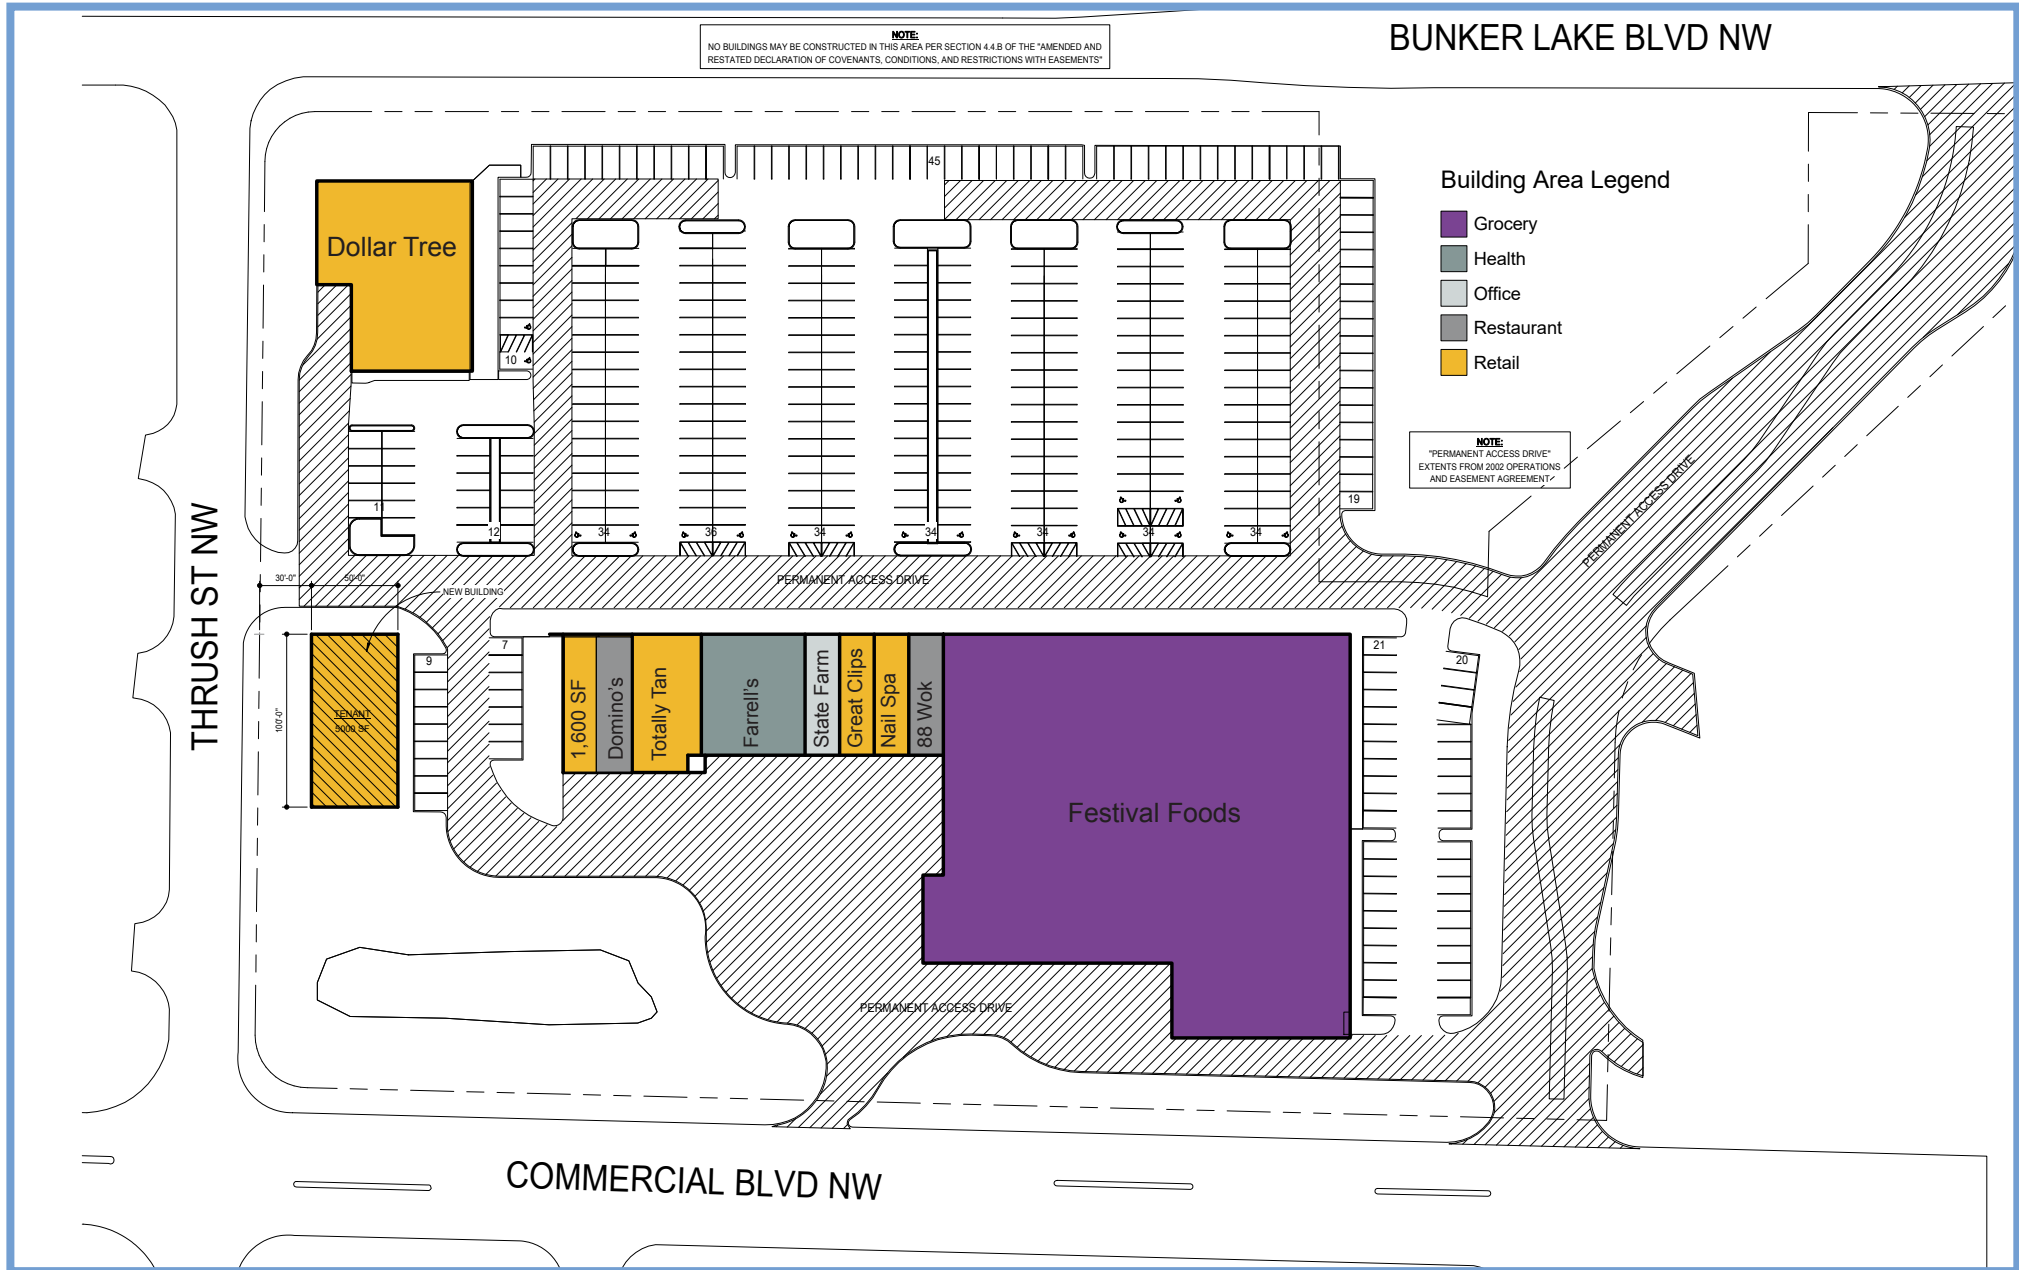 BUNKER LAKE BLVD NW
NOTE:
NO BUILDINGS MAY BE CONSTRUCTED IN THIS AREA PER SECTION 4.4.B OF THE "AMENDED AND
RESTATED DECLARATION OF COVENANTS, CONDITIONS, AND RESTRICTIONS WITH EASEMENTS"
45
Building Area Legend
Grocery
Health
Office
Restaurant
Retail
Dollar Tree
10
NOTE:
"PERMANENT ACCESS DRIVE"
EXTENTS FROM 2002 OPERATIONS
AND EASEMENT AGREEMENT
19
PERMANENT ACCESS DRIVE
11
12
34
36
34
34
34
34
34
THRUSH ST NW
30'-0"
50'-0"
PERMANENT ACCESS DRIVE
NEW BUILDING
100'-0"
TENANT
5000 SF
9
7
1,600 SF
Domino's
Totally Tan
Farrell's
State Farm
Great Clips
Nail Spa
88 Wok
21
20
Festival Foods
PERMANENT ACCESS DRIVE
COMMERCIAL BLVD NW